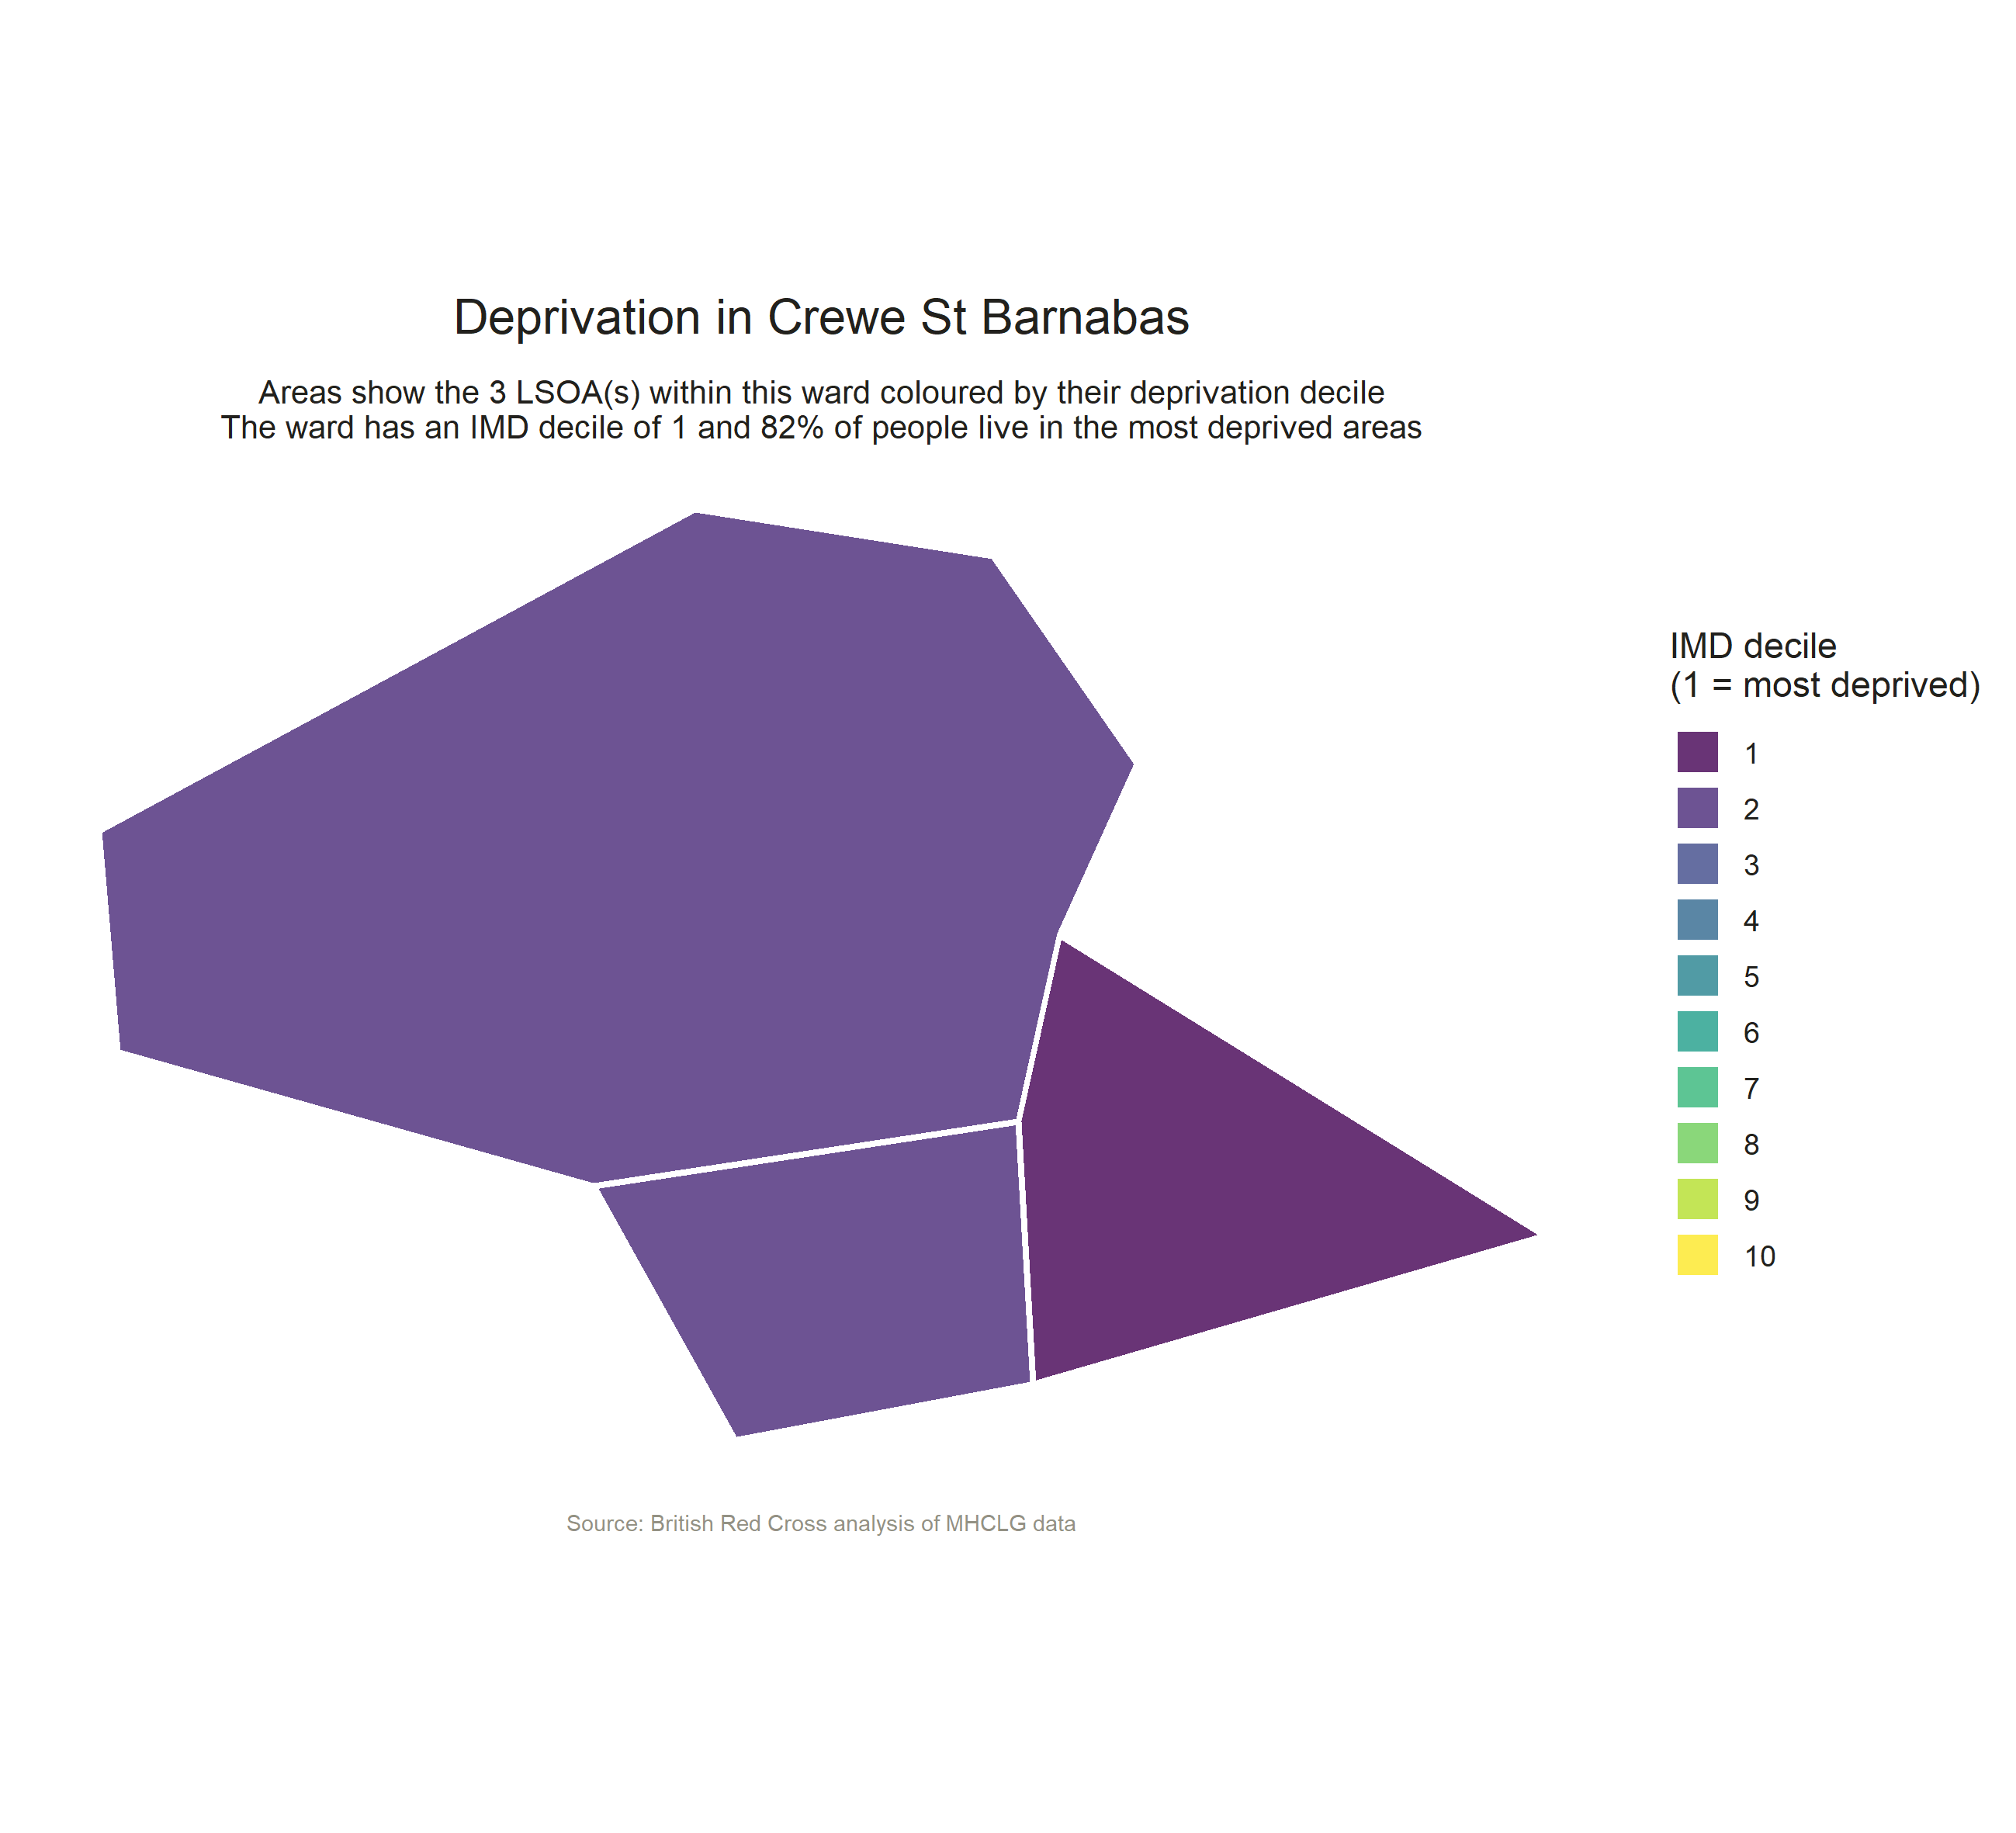 Deprivation in Crewe St Barnabas
Areas show the 3 LSOA(s) within this ward coloured by their deprivation decile
The ward has an IMD decile of 1 and 82% of people live in the most deprived areas
IMD decile
(1 = most deprived)
1
2
3
4
5
6
7
8
9
10
Source: British Red Cross analysis of MHCLG data